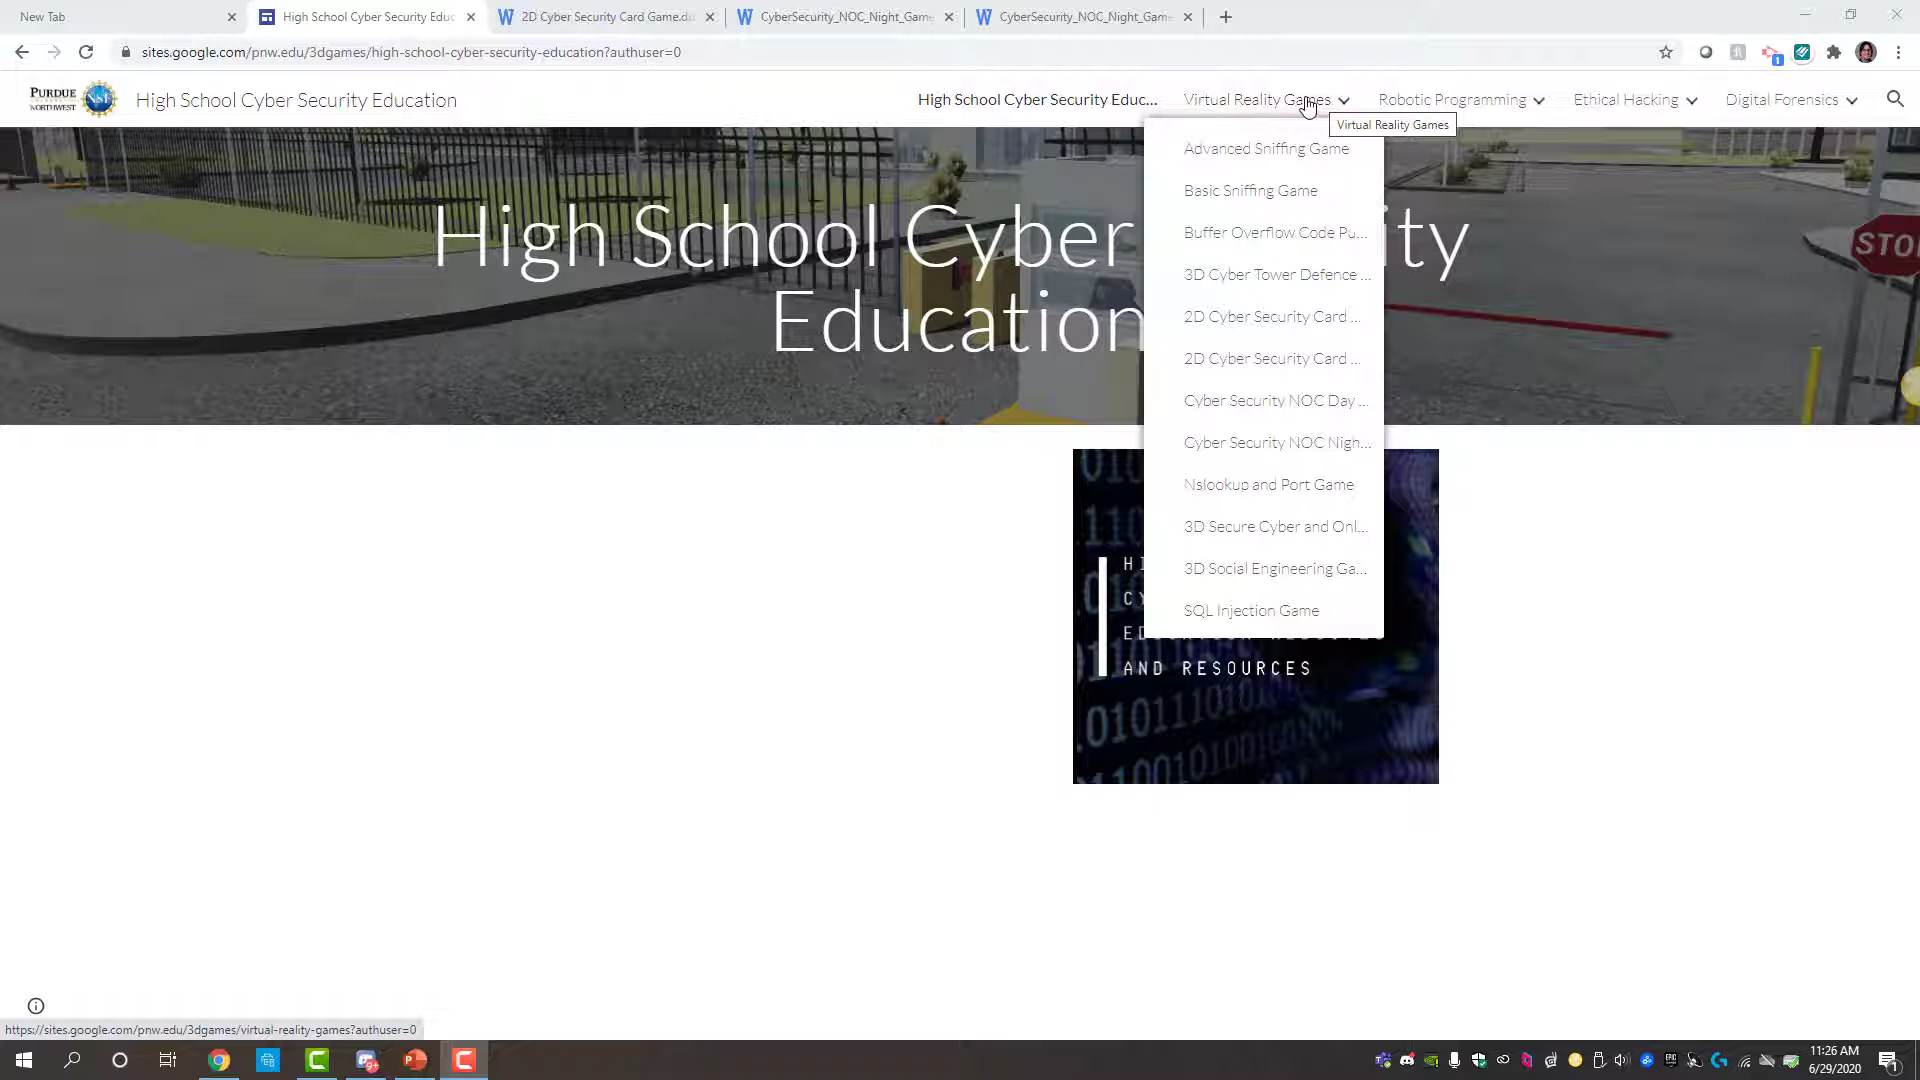 New Tab
High School Cyber Security Educ
2D Cyber Security Card Game.d
CyberSecurity_NOC_Night_Game
CyberSecurity_NOC_Night_Game
sites.google.com/pnw.edu/3dgames/high-school-cyber-security-education?authuser=0
PURDUE
NORTHWEST
NSF
High School Cyber Security Education
High School Cyber Security Educ...
Virtual Reality Games
Robotic Programming
Ethical Hacking
Digital Forensics
Virtual Reality Games
Advanced Sniffing Game
Basic Sniffing Game
Buffer Overflow Code Pu...
3D Cyber Tower Defence ...
2D Cyber Security Card ...
2D Cyber Security Card ...
Cyber Security NOC Day ...
Cyber Security NOC Nigh...
Nslookup and Port Game
3D Secure Cyber and Onl...
3D Social Engineering Ga...
SQL Injection Game
High School Cyber ity
Education
STO
HI
CY
ED
AND RESOURCES
https://sites.google.com/pnw.edu/3dgames/virtual-reality-games?authuser=0
11:26 AM
6/29/2020